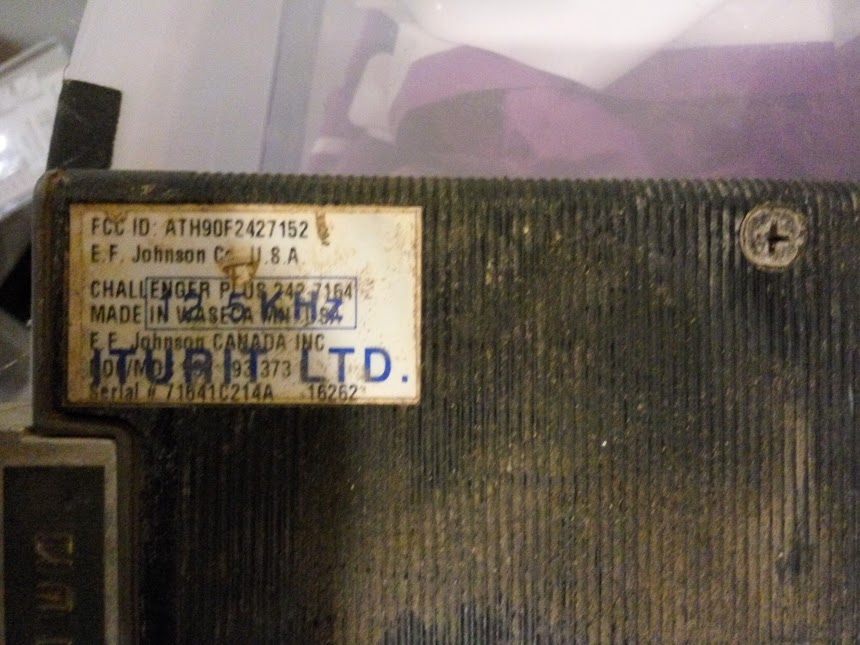 FCC ID: ATH90F2427152
E.F. Johnson Co. U.S.A
CHALLENGER PLUS 242-7164
12.5KHz
MADE IN WASECA MN USA
E.F. Johnson CANADA INC
ITURIT LTD.
373
Serial # 71641C214A 16262